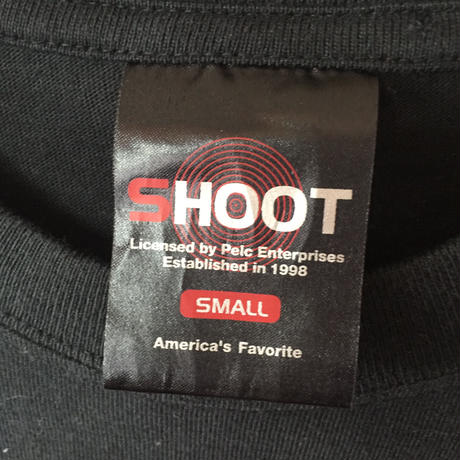 SHOOT
Licensed by Pelc Enterprises
Established in 1998
SMALL
America's Favorite